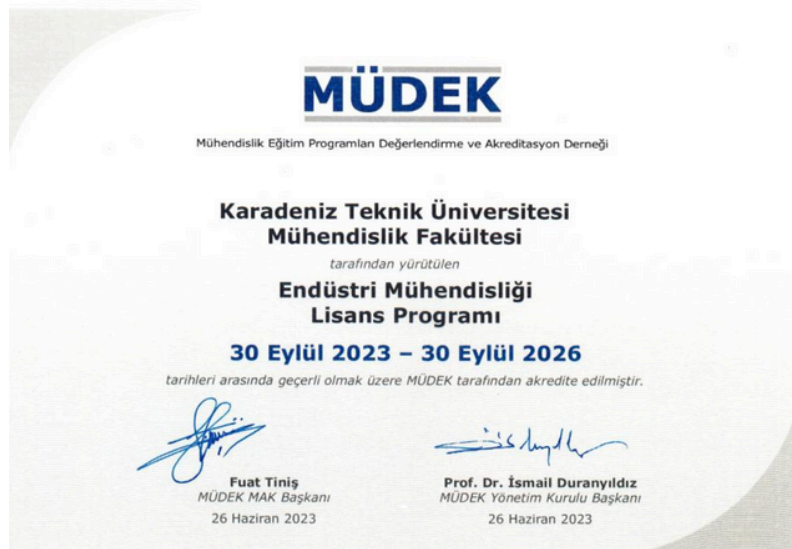 MÜDEK
Mühendislik Eğitim Programları Değerlendirme ve Akreditasyon Derneği
Karadeniz Teknik Üniversitesi
Mühendislik Fakültesi
tarafından yürütülen
Endüstri Mühendisliği
Lisans Programı
30 Eylül 2023 – 30 Eylül 2026
tarihleri arasında geçerli olmak üzere MÜDEK tarafından akredite edilmiştir.
Fuat Tiniş
MÜDEK MAK Başkanı
26 Haziran 2023
Prof. Dr. İsmail Duranyıldız
MÜDEK Yönetim Kurulu Başkanı
26 Haziran 2023